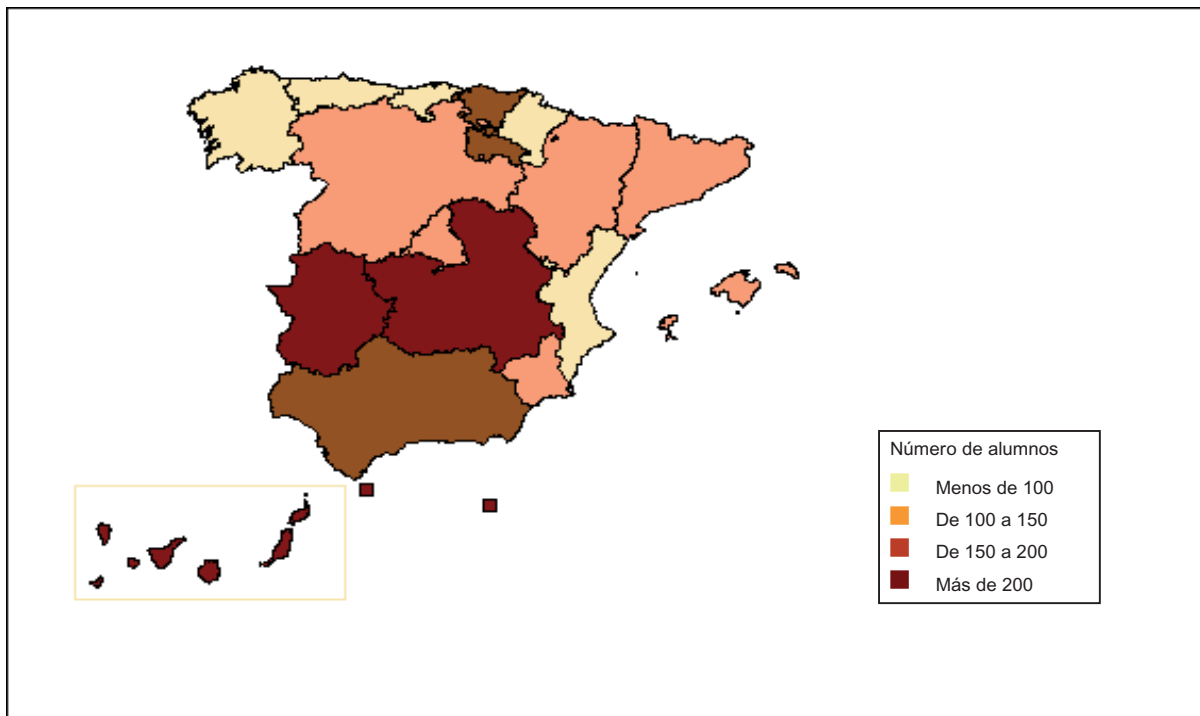 Número de alumnos
Menos de 100
De 100 a 150
De 150 a 200
Más de 200